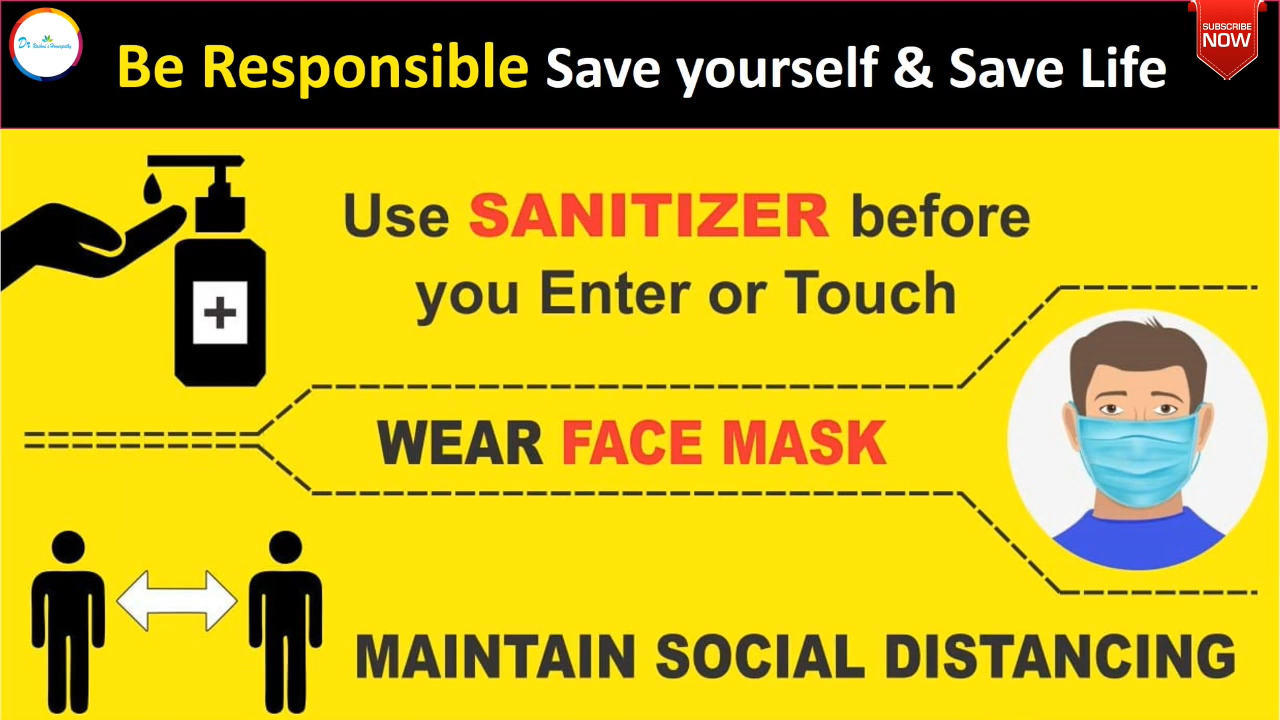 Be Responsible Save yourself & Save Life
SUBSCRIBE
NOW
Use SANITIZER before
you Enter or Touch
WEAR FACE MASK
MAINTAIN SOCIAL DISTANCING